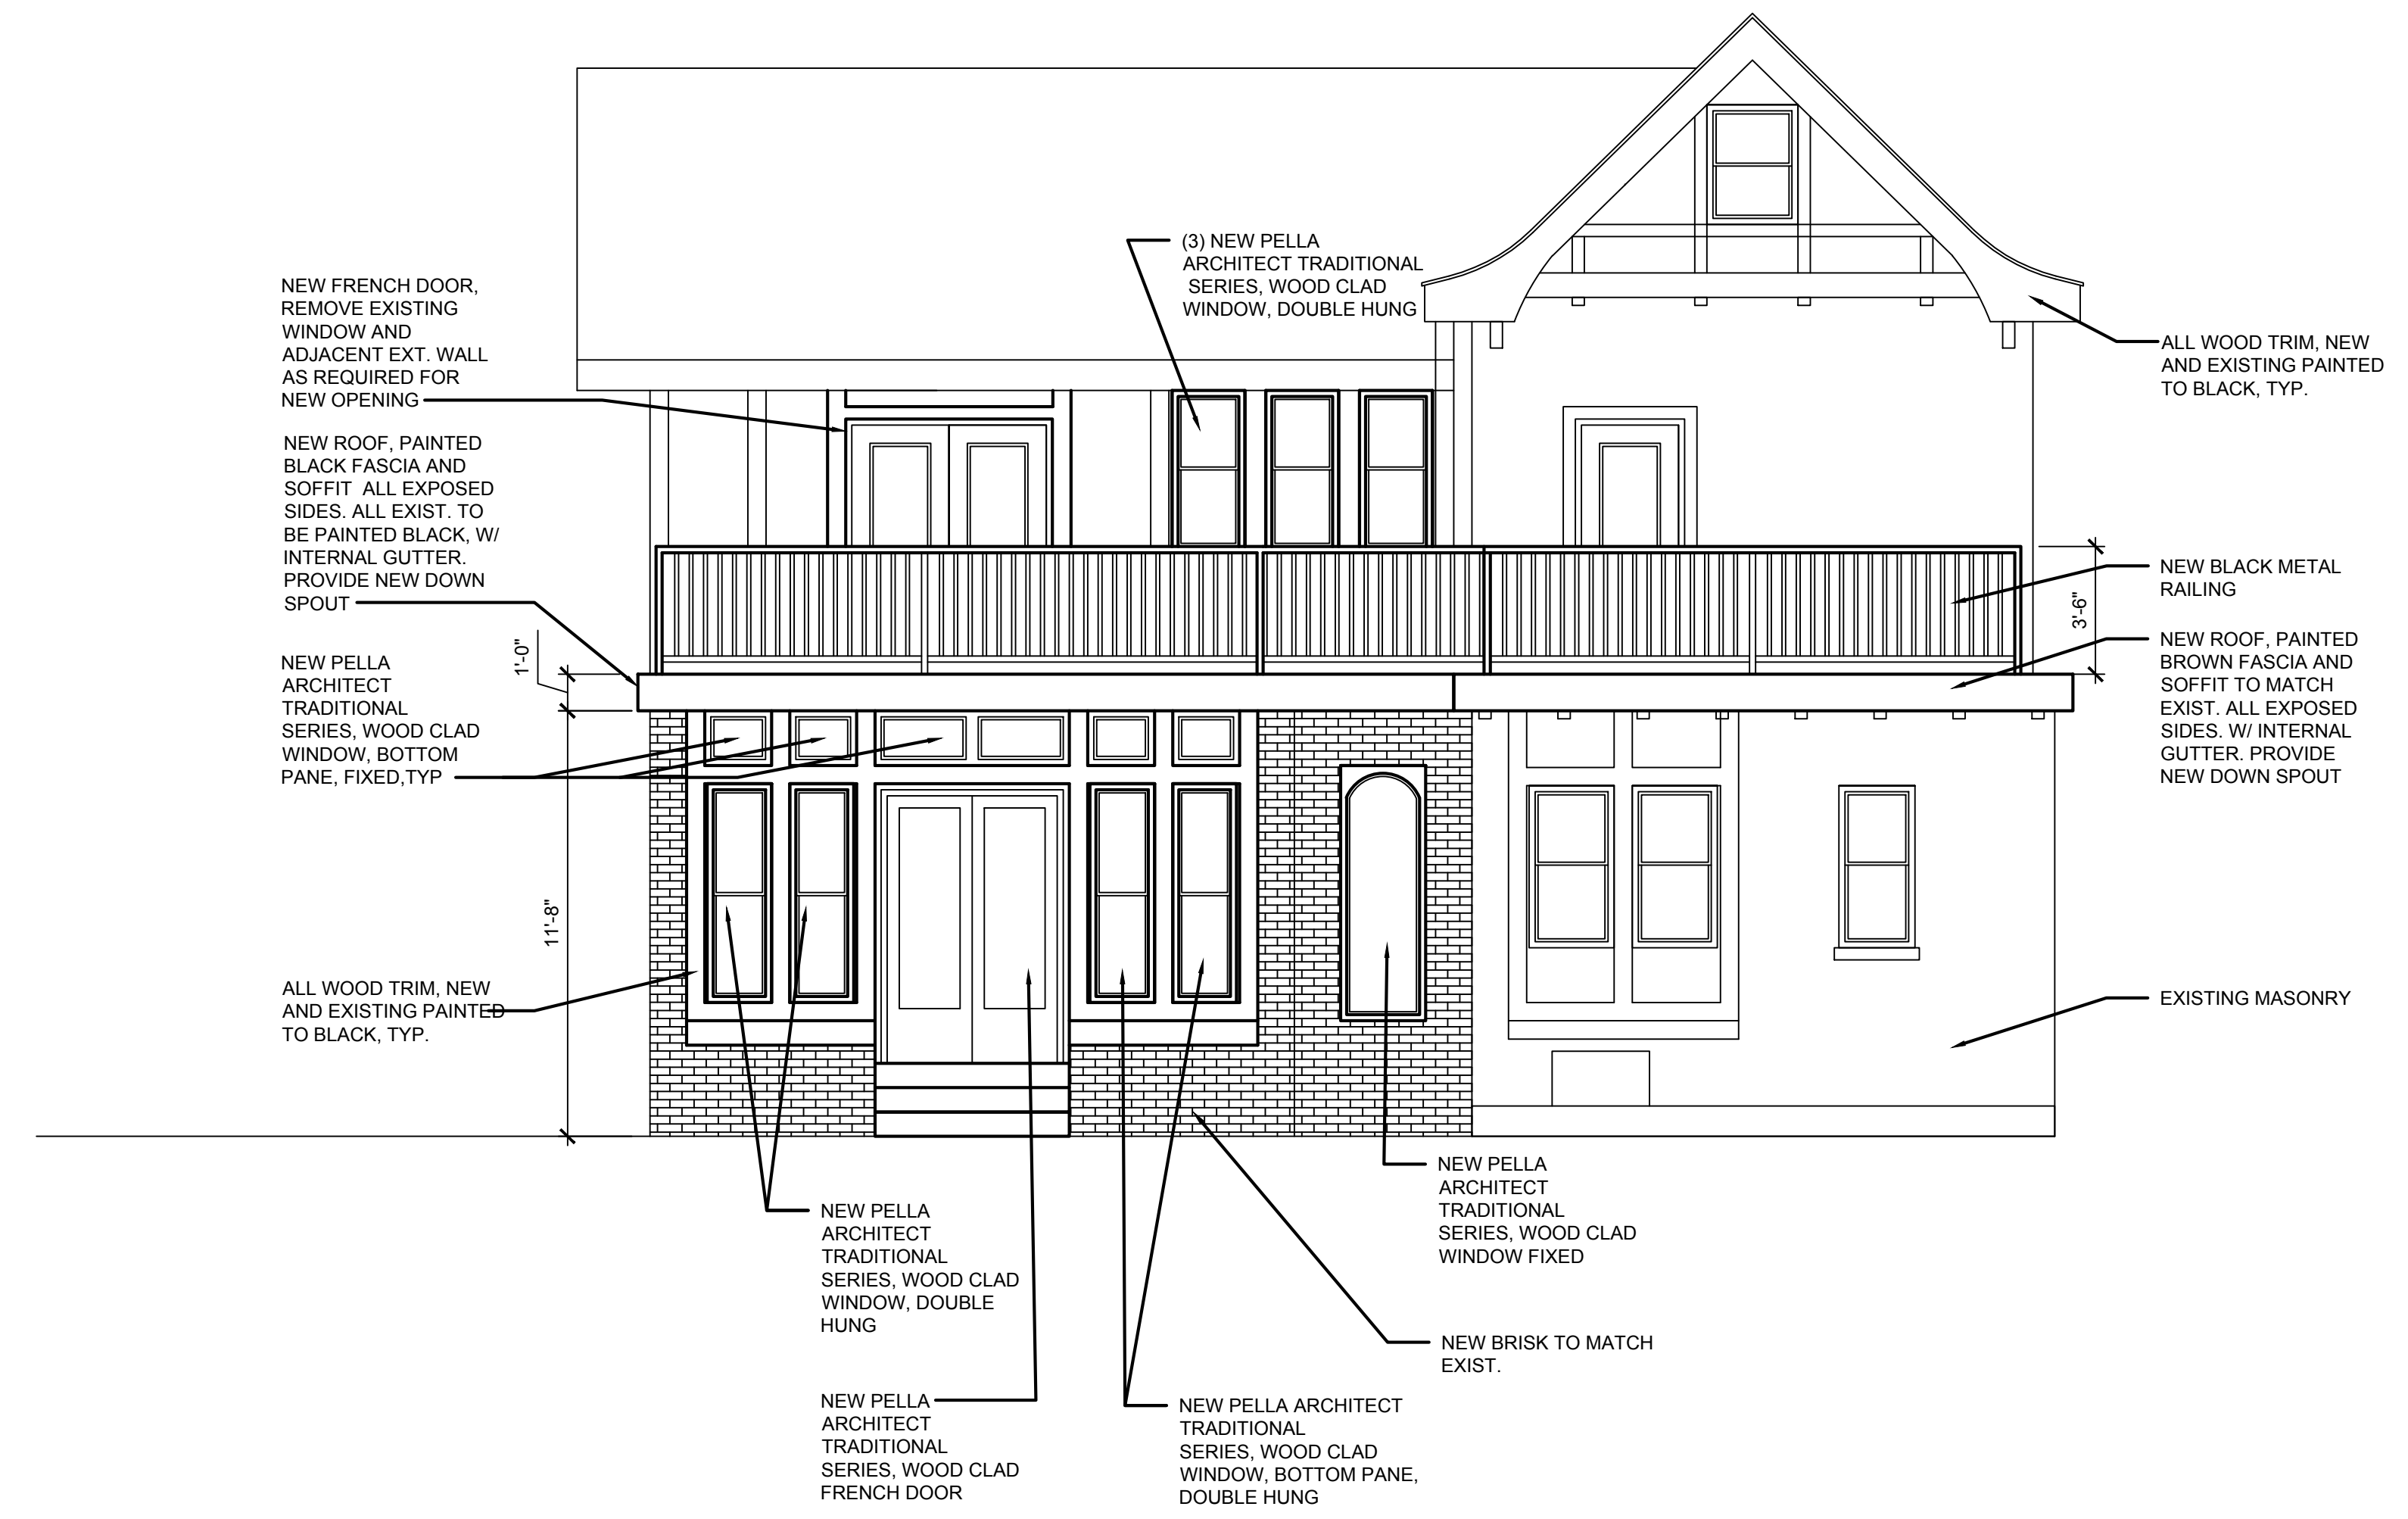 (3) NEW PELLA
ARCHITECT TRADITIONAL
SERIES, WOOD CLAD
WINDOW, DOUBLE HUNG
NEW FRENCH DOOR,
REMOVE EXISTING
WINDOW AND
ADJACENT EXT. WALL
AS REQUIRED FOR
NEW OPENING
ALL WOOD TRIM, NEW
AND EXISTING PAINTED
TO BLACK, TYP.
NEW ROOF, PAINTED
BLACK FASCIA AND
SOFFIT ALL EXPOSED
SIDES. ALL EXIST. TO
BE PAINTED BLACK, W/
INTERNAL GUTTER.
PROVIDE NEW DOWN
SPOUT
NEW BLACK METAL
RAILING
3'-6"
1'-0"
NEW ROOF, PAINTED
BROWN FASCIA AND
SOFFIT TO MATCH
EXIST. ALL EXPOSED
SIDES. W/ INTERNAL
GUTTER. PROVIDE
NEW DOWN SPOUT
NEW PELLA
ARCHITECT
TRADITIONAL
SERIES, WOOD CLAD
WINDOW, BOTTOM
PANE, FIXED,TYP
11'-8"
ALL WOOD TRIM, NEW
AND EXISTING PAINTED
TO BLACK, TYP.
EXISTING MASONRY
NEW PELLA
ARCHITECT
TRADITIONAL
SERIES, WOOD CLAD
WINDOW FIXED
NEW PELLA
ARCHITECT
TRADITIONAL
SERIES, WOOD CLAD
WINDOW, DOUBLE
HUNG
NEW BRISK TO MATCH
EXIST.
NEW PELLA
ARCHITECT
TRADITIONAL
SERIES, WOOD CLAD
FRENCH DOOR
NEW PELLA ARCHITECT
TRADITIONAL
SERIES, WOOD CLAD
WINDOW, BOTTOM PANE,
DOUBLE HUNG